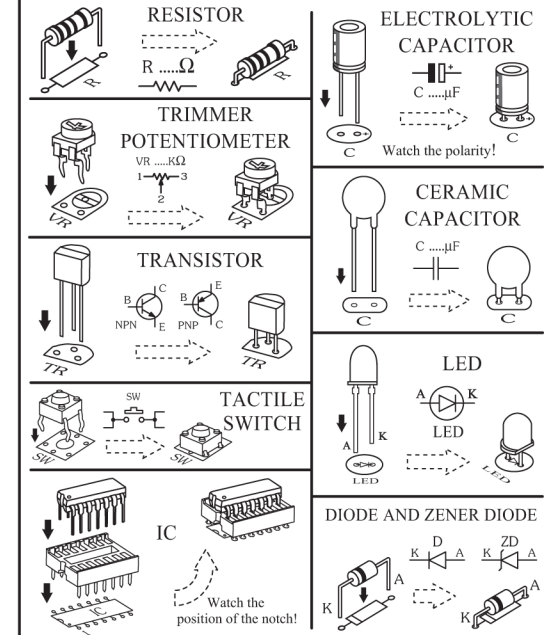 RESISTOR
R .....Ω
R
R
TRIMMER
POTENTIOMETER
VR .....KΩ
1
3
2
VR
VR
TRANSISTOR
B
C
E
NPN
B
E
C
PNP
TR
TR
TACTILE
SWITCH
SW
SW
SW
IC
IC
Watch the
position of the notch!
ELECTROLYTIC
CAPACITOR
+
C .....µF
+
C
C
Watch the polarity!
CERAMIC
CAPACITOR
C .....µF
C
C
LED
A
K
LED
A
K
LED
LED
DIODE AND ZENER DIODE
D
ZD
K
A
K
A
A
K
A
K